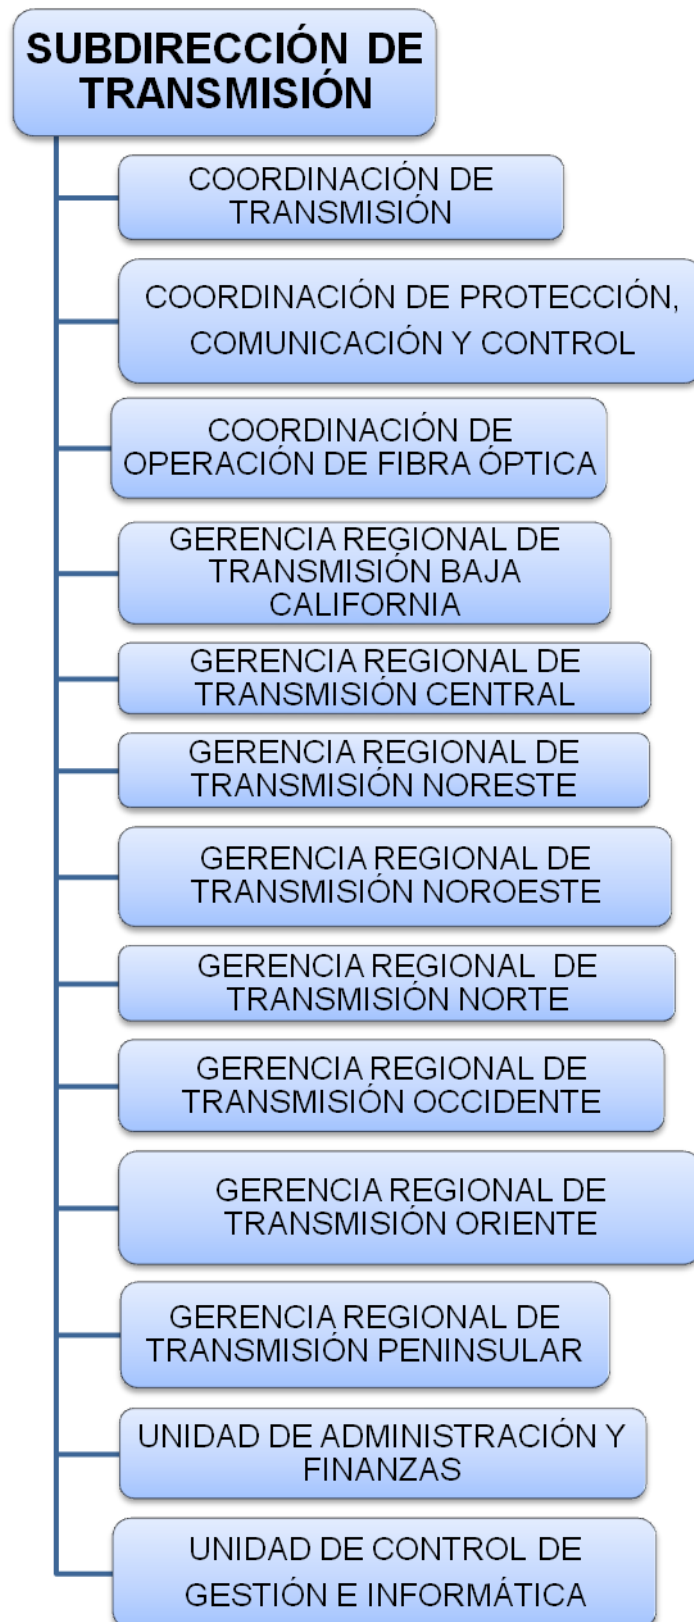 SUBDIRECCIÓN DE
TRANSMISIÓN
COORDINACIÓN DE
TRANSMISIÓN
COORDINACIÓN DE PROTECCIÓN,
COMUNICACIÓN Y CONTROL
COORDINACIÓN DE
OPERACIÓN DE FIBRA ÓPTICA
GERENCIA REGIONAL DE
TRANSMISIÓN BAJA
CALIFORNIA
GERENCIA REGIONAL DE
TRANSMISIÓN CENTRAL
GERENCIA REGIONAL DE
TRANSMISIÓN NORESTE
GERENCIA REGIONAL DE
TRANSMISIÓN NOROESTE
GERENCIA REGIONAL DE
TRANSMISIÓN NORTE
GERENCIA REGIONAL DE
TRANSMISIÓN OCCIDENTE
GERENCIA REGIONAL DE
TRANSMISIÓN ORIENTE
GERENCIA REGIONAL DE
TRANSMISIÓN PENINSULAR
UNIDAD DE ADMINISTRACIÓN Y
FINANZAS
UNIDAD DE CONTROL DE
GESTIÓN E INFORMÁTICA